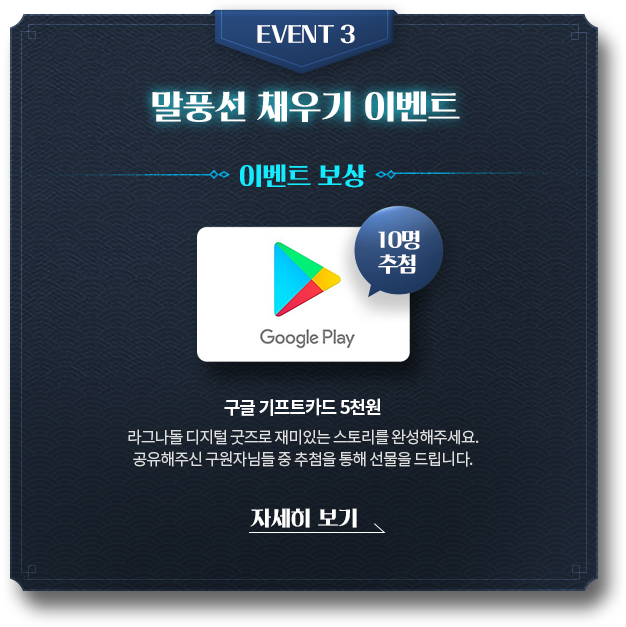 EVENT 3
말풍선 채우기 이벤트
이벤트 보상
10명
추첨
Google Play
구글 기프트카드 5천원
라그나돌 디지털 굿즈로 재미있는 스토리를 완성해주세요.
공유해주신 구원자님들 중 추첨을 통해 선물을 드립니다.
자세히 보기